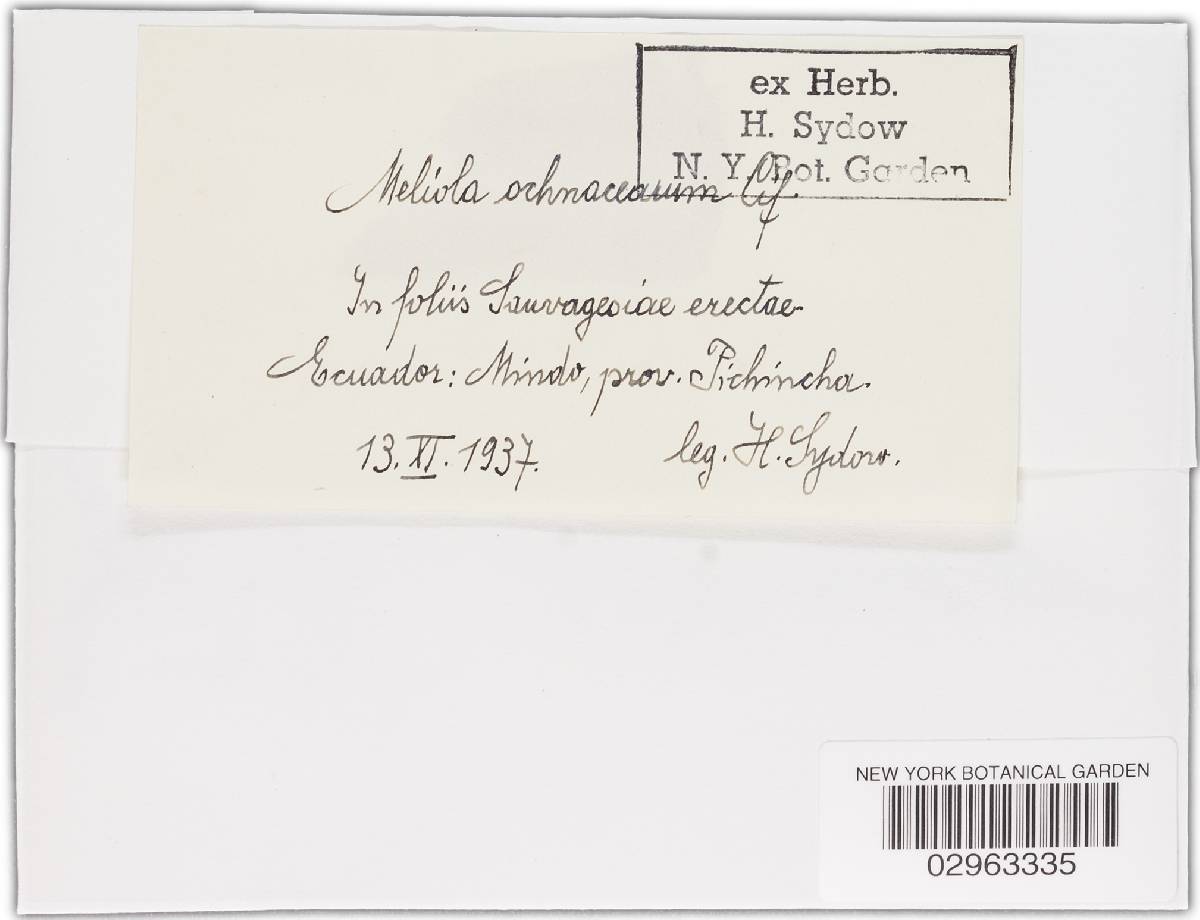 ex Herb.
H. Sydow
N. Y. Bot. Garden
Meliola ochnacearum Cif.
In foliis Sauvagesiae erectae
Ecuador: Mindo, prov. Pichincha.
13. XI. 1937. leg. H. Sydow.
NEW YORK BOTANICAL GARDEN
02963335